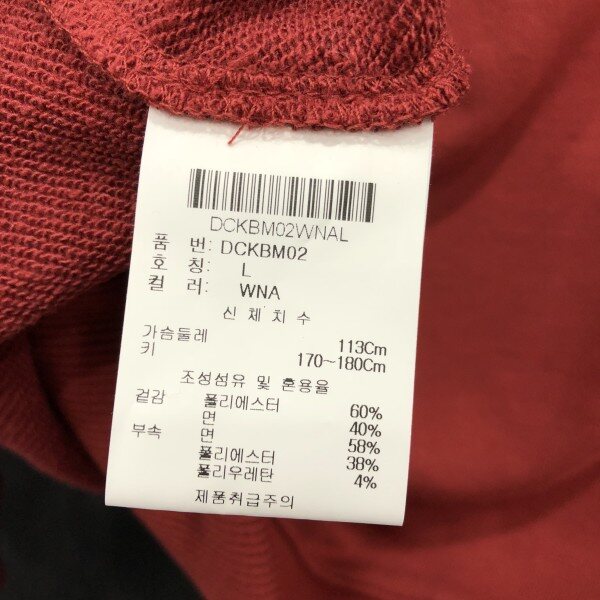 DCKBM02WNAL
품 번: DCKBM02
호 칭: L
컬 러: WNA
신체치수
가슴둘레 113Cm
키 170~180Cm
조성섬유 및 혼용율
겉감 폴리에스터 60%
면 40%
부속 면 58%
폴리에스터 38%
폴리우레탄 4%
제품취급주의